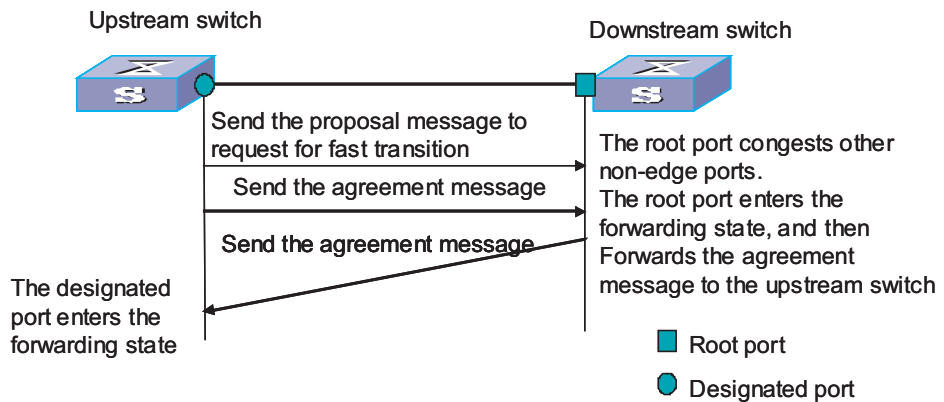 Upstream switch
Downstream switch
S
S
Send the proposal message to
request for fast transition
Send the agreement message
Send the agreement message
The root port congests other
non-edge ports.
The root port enters the
forwarding state, and then
Forwards the agreement
message to the upstream switch
The designated
port enters the
forwarding state
Root port
Designated port